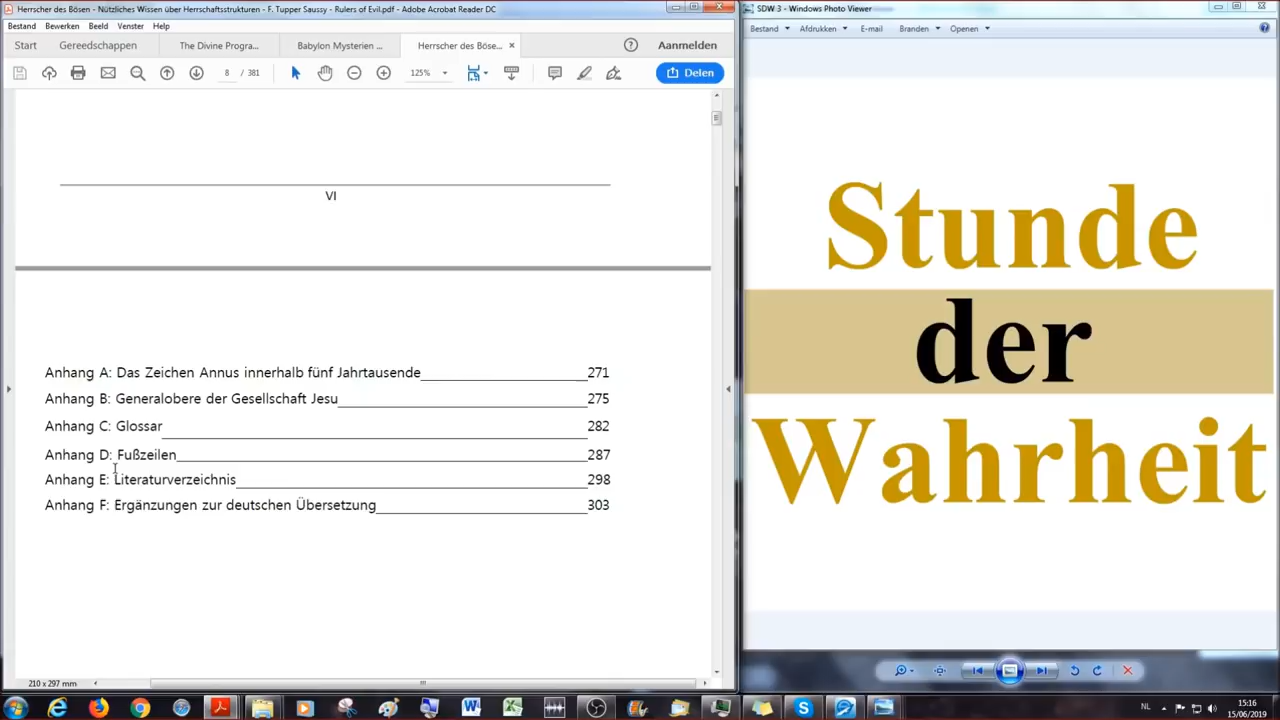 Herrscher des Bösen - Nützliches Wissen über Herrschaftsstrukturen - F. Tupper Saussy - Rulers of Evil.pdf - Adobe Acrobat Reader DC
Bestand Bewerken Beeld Venster Help
Start Gereedschappen The Divine Progra... Babylon Mysterien ... Herrscher des Böse... × Aanmelden
8 / 381 125% Delen
VI
Anhang A: Das Zeichen Annus innerhalb fünf Jahrtausende 271
Anhang B: Generalobere der Gesellschaft Jesu 275
Anhang C: Glossar 282
Anhang D: Fußzeilen 287
Anhang E: Literaturverzeichnis 298
Anhang F: Ergänzungen zur deutschen Übersetzung 303
210 x 297 mm
SDW 3 - Windows Photo Viewer
Bestand Afdrukken E-mail Branden Openen
Stunde
der
Wahrheit
NL 15:16
15/06/2019